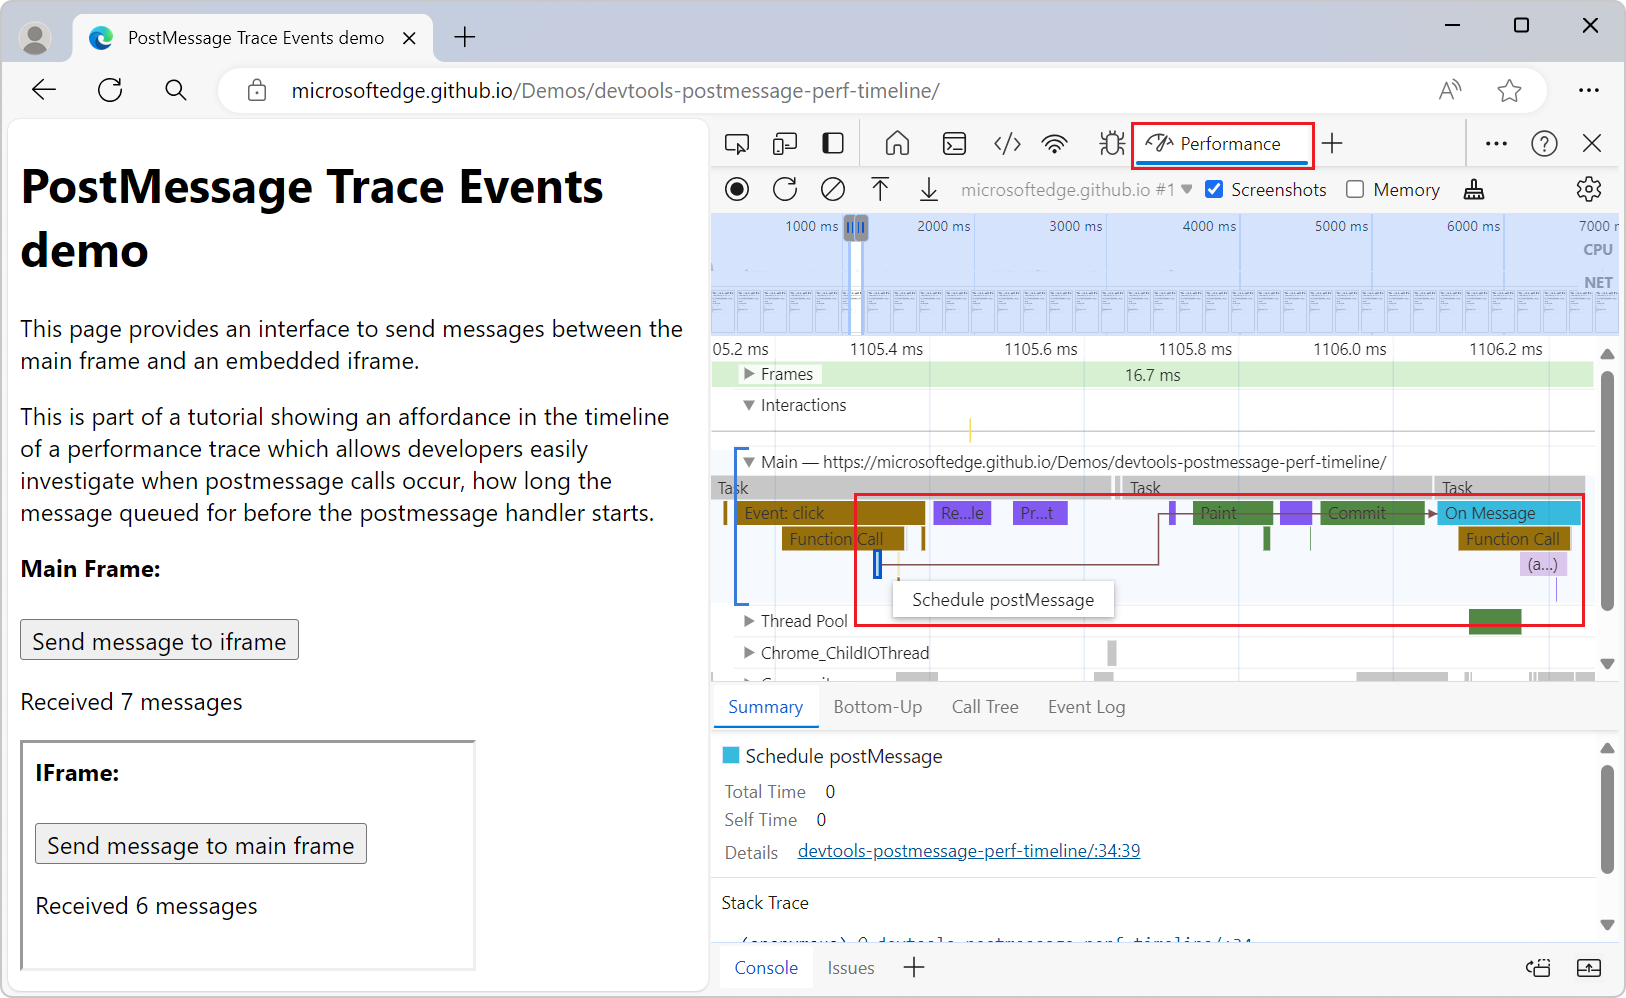 PostMessage Trace Events demo
microsoftedge.github.io/Demos/devtools-postmessage-perf-timeline/
PostMessage Trace Events
demo
This page provides an interface to send messages between the
main frame and an embedded iframe.
This is part of a tutorial showing an affordance in the timeline
of a performance trace which allows developers easily
investigate when postmessage calls occur, how long the
message queued for before the postmessage handler starts.
Main Frame:
Send message to iframe
Received 7 messages
IFrame:
Send message to main frame
Received 6 messages
Performance
microsoftedge.github.io #1
Screenshots
Memory
1000 ms 2000 ms 3000 ms 4000 ms 5000 ms 6000 ms 7000
CPU
NET
05.2 ms 1105.4 ms 1105.6 ms 1105.8 ms 1106.0 ms 1106.2 ms
Frames 16.7 ms
Interactions
Main — https://microsoftedge.github.io/Demos/devtools-postmessage-perf-timeline/
Task Task Task
Event: click Re...le Pr...t Paint Commit On Message
Function Call Function Call
(a...)
Schedule postMessage
Thread Pool
Chrome_ChildIOThread
Summary Bottom-Up Call Tree Event Log
Schedule postMessage
Total Time 0
Self Time 0
Details devtools-postmessage-perf-timeline/:34:39
Stack Trace
Console Issues